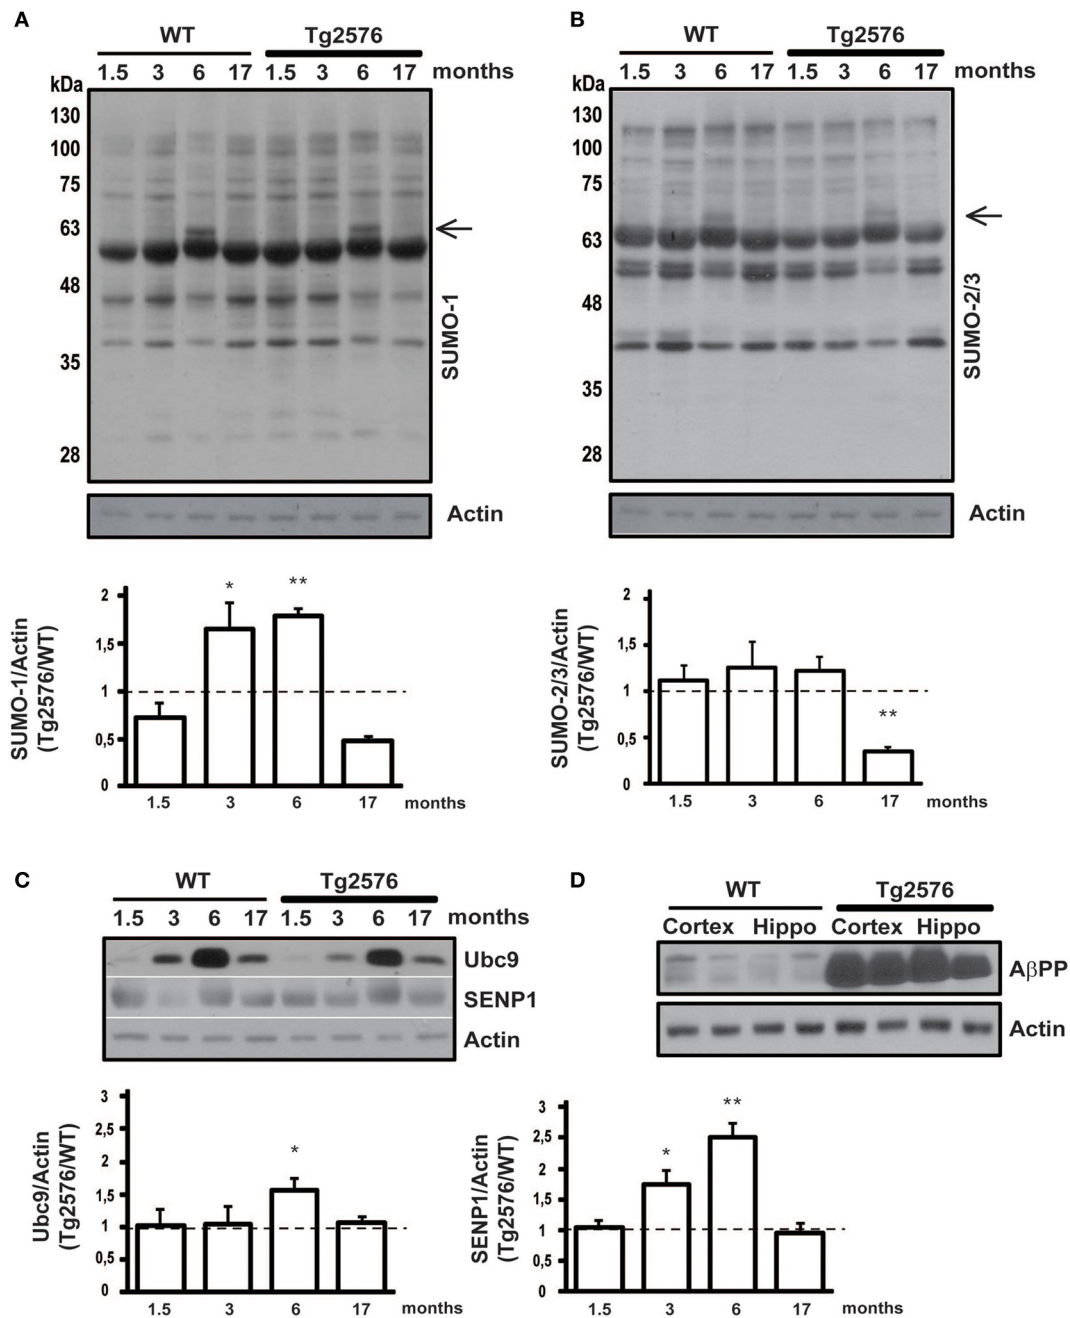 A
WT Tg2576
1.5 3 6 17 1.5 3 6 17 months
kDa
130
100
75
63
48
35
28
SUMO-1
Actin
SUMO-1/Actin
(Tg2576/WT)
2
1,5
1
0,5
0
* **
1.5 3 6 17 months
B
WT Tg2576
1.5 3 6 17 1.5 3 6 17 months
kDa
130
100
75
63
48
35
28
SUMO-2/3
Actin
SUMO-2/3/Actin
(Tg2576/WT)
2
1,5
1
0,5
0
**
1.5 3 6 17 months
C
WT Tg2576
1.5 3 6 17 1.5 3 6 17 months
Ubc9
SENP1
Actin
Ubc9/Actin
(Tg2576/WT)
3
2,5
2
1,5
1
0,5
0
*
1.5 3 6 17 months
D
WT Tg2576
Cortex Hippo Cortex Hippo
AβPP
Actin
SENP1/Actin
(Tg2576/WT)
3
2,5
2
1,5
1
0,5
0
* **
1.5 3 6 17 months